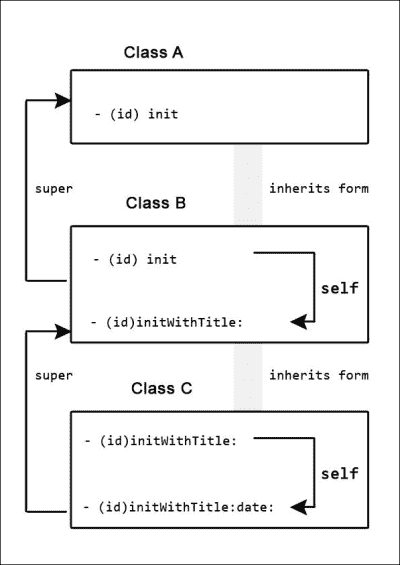 Class A
- (id) init
super
inherits form
Class B
- (id) init
self
- (id)initWithTitle:
super
inherits form
Class C
- (id)initWithTitle:
self
- (id)initWithTitle:date: